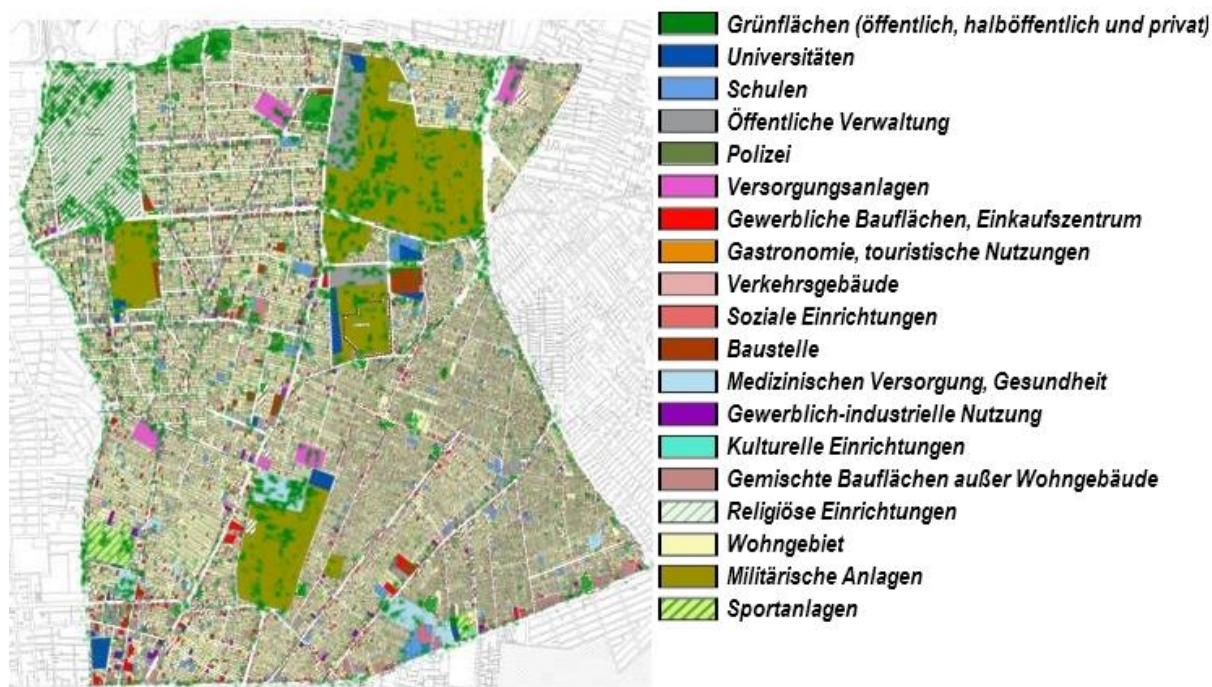 Grünflächen (öffentlich, halböffentlich und privat)
Universitäten
Schulen
Öffentliche Verwaltung
Polizei
Versorgungsanlagen
Gewerbliche Bauflächen, Einkaufszentrum
Gastronomie, touristische Nutzungen
Verkehrsgebäude
Soziale Einrichtungen
Baustelle
Medizinischen Versorgung, Gesundheit
Gewerblich-industrielle Nutzung
Kulturelle Einrichtungen
Gemischte Bauflächen außer Wohngebäude
Religiöse Einrichtungen
Wohngebiet
Militärische Anlagen
Sportanlagen